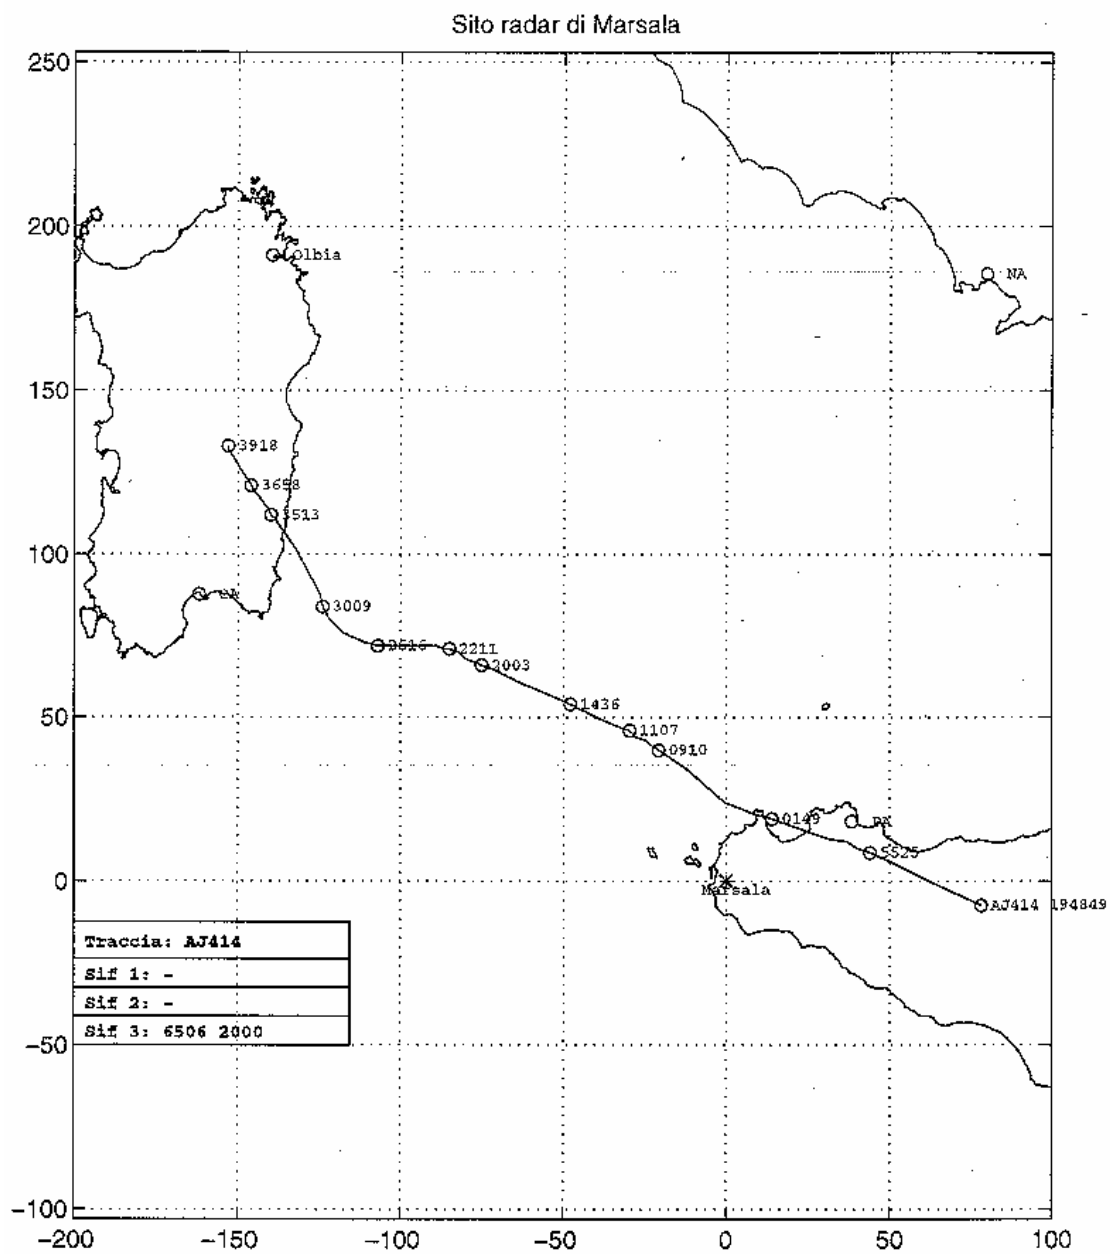 Sito radar di Marsala
250
200
150
100
50
0
−50
−100
−200
−150
−100
−50
0
50
100
Olbia
NA
3918
3658
3513
CA
3009
2616
2211
2003
1436
1107
0910
0149
PA
5525
Marsala
AJ414 194849
Traccia: AJ414
Sif 1: -
Sif 2: -
Sif 3: 6506 2000